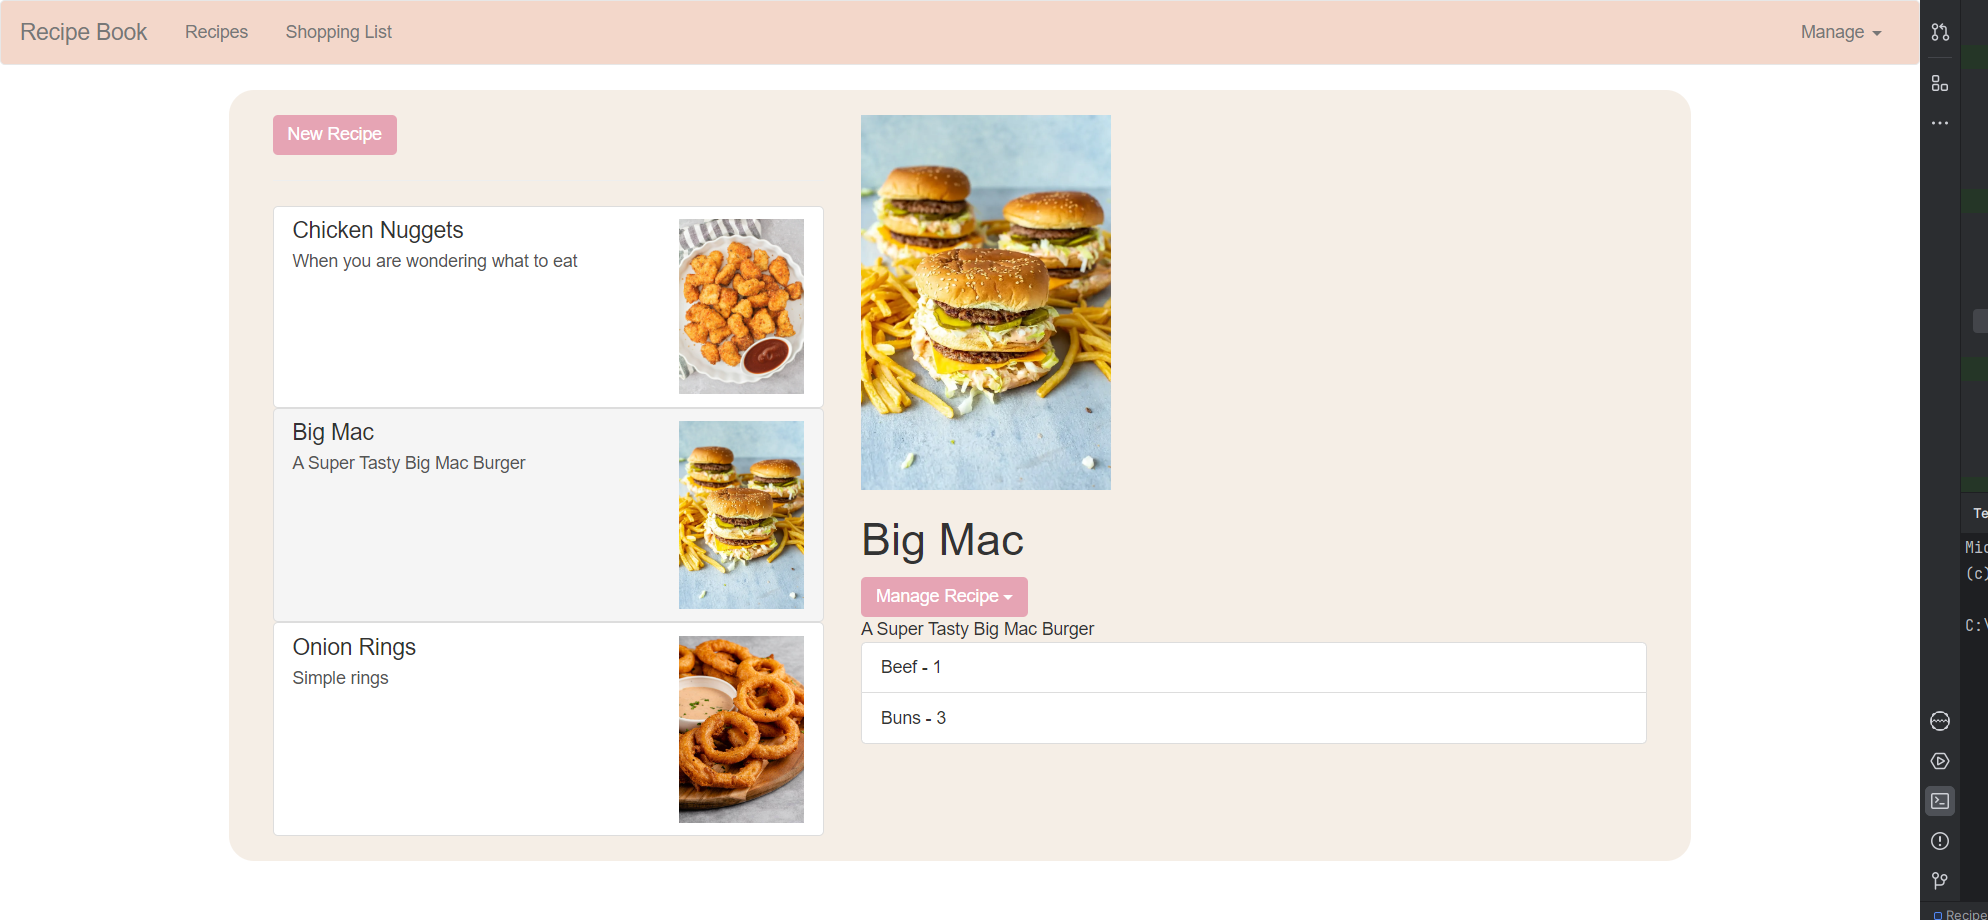 Recipe Book Recipes Shopping List Manage
New Recipe
Chicken Nuggets
When you are wondering what to eat
Big Mac
A Super Tasty Big Mac Burger
Onion Rings
Simple rings
Big Mac
Manage Recipe
A Super Tasty Big Mac Burger
Beef - 1
Buns - 3
Te
Mic
(c)
C:\
Recipe